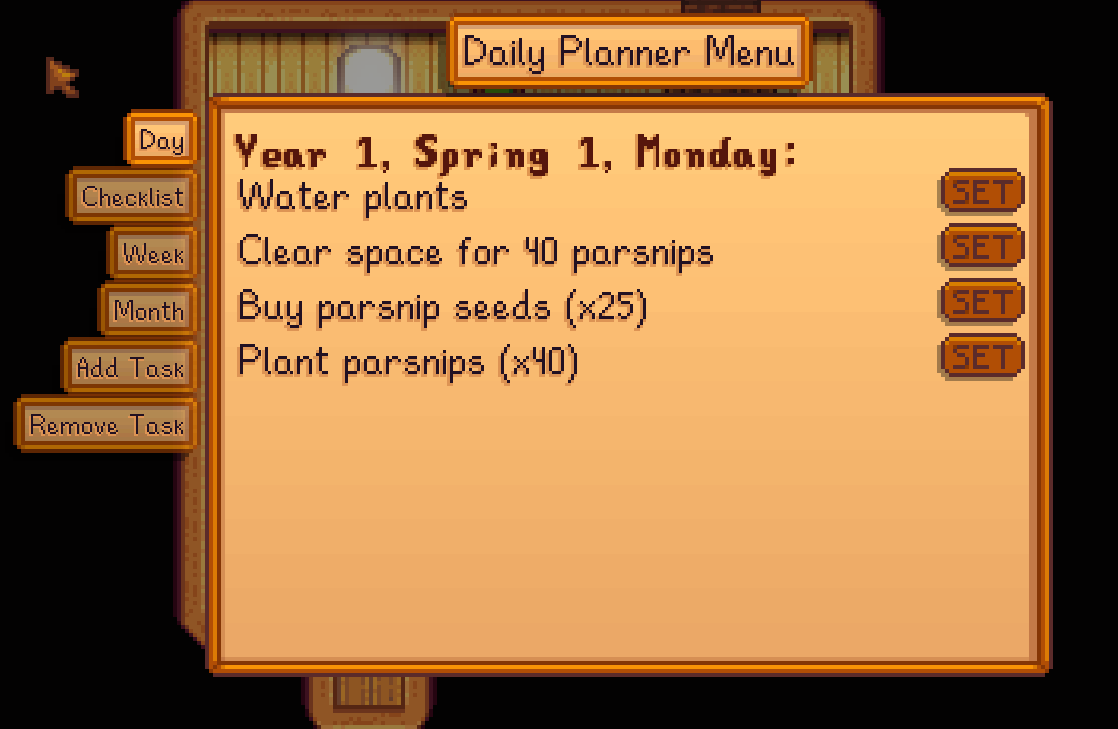 Daily Planner Menu
Day
Checklist
Week
Month
Add Task
Remove Task
Year 1, Spring 1, Monday:
Water plants SET
Clear space for 40 parsnips SET
Buy parsnip seeds (x25) SET
Plant parsnips (x40) SET